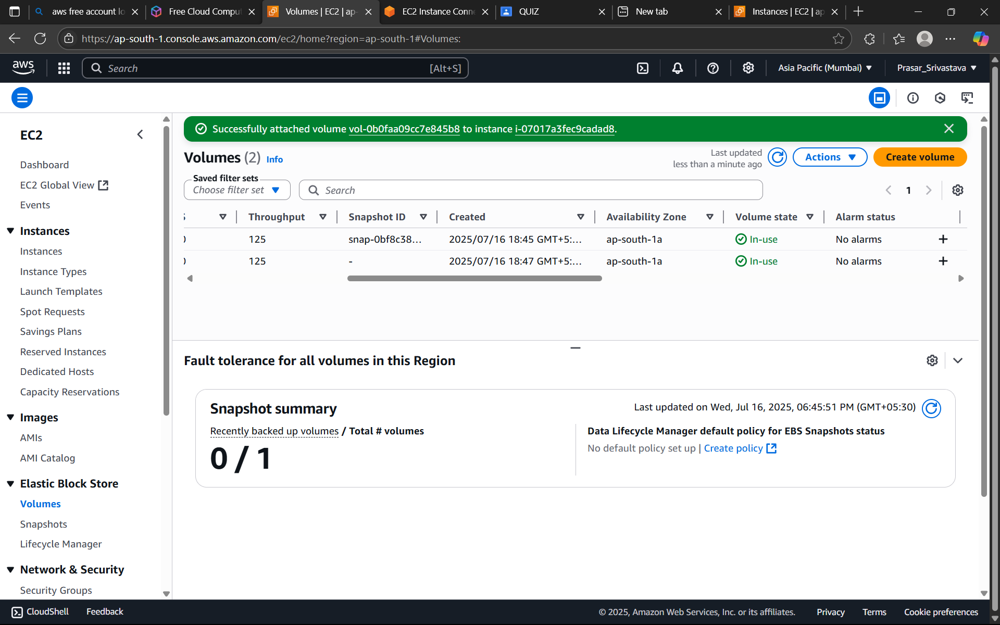 aws free account lo
Free Cloud Comput
Volumes | EC2 | ap-
EC2 Instance Conne
QUIZ
New tab
Instances | EC2 | ap
https://ap-south-1.console.aws.amazon.com/ec2/home?region=ap-south-1#Volumes:
aws
Search
[Alt+S]
Asia Pacific (Mumbai)
Prasar_Srivastava
EC2
Dashboard
EC2 Global View
Events
Instances
Instances
Instance Types
Launch Templates
Spot Requests
Savings Plans
Reserved Instances
Dedicated Hosts
Capacity Reservations
Images
AMIs
AMI Catalog
Elastic Block Store
Volumes
Snapshots
Lifecycle Manager
Network & Security
Security Groups
Successfully attached volume vol-0b0faa09cc7e845b8 to instance i-07017a3fec9cadad8.
Volumes (2) Info
Last updated
less than a minute ago
Actions
Create volume
Saved filter sets
Choose filter set
Search
1
Throughput Snapshot ID Created Availability Zone Volume state Alarm status
125 snap-0bf8c38... 2025/07/16 18:45 GMT+5:... ap-south-1a In-use No alarms +
125 - 2025/07/16 18:47 GMT+5:... ap-south-1a In-use No alarms +
Fault tolerance for all volumes in this Region
Snapshot summary
Last updated on Wed, Jul 16, 2025, 06:45:51 PM (GMT+05:30)
Recently backed up volumes / Total # volumes
0 / 1
Data Lifecycle Manager default policy for EBS Snapshots status
No default policy set up | Create policy
CloudShell
Feedback
© 2025, Amazon Web Services, Inc. or its affiliates.
Privacy
Terms
Cookie preferences